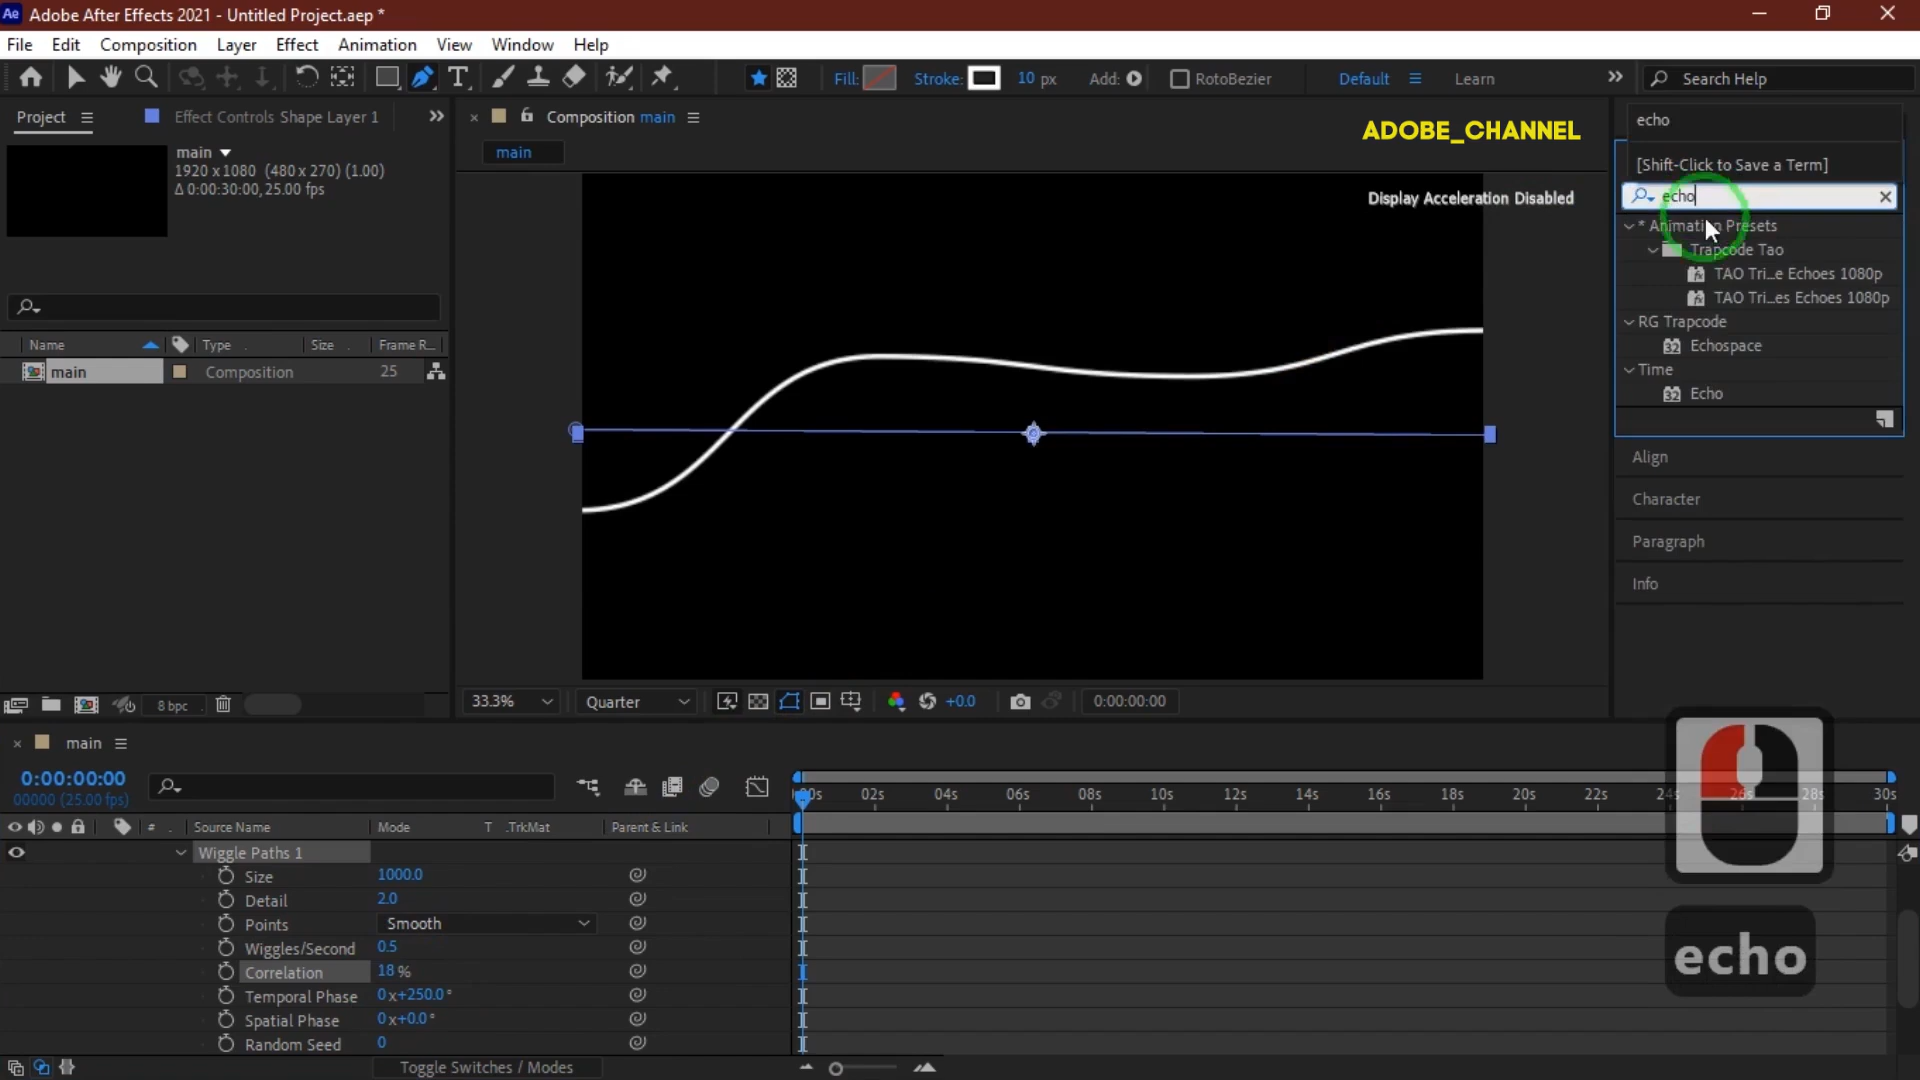 Ae Adobe After Effects 2021 - Untitled Project.aep *
File Edit Composition Layer Effect Animation View Window Help
Fill: Stroke: 10 px Add: RotoBezier Default Learn Search Help
Project Effect Controls Shape Layer 1 Composition main ADOBE_CHANNEL echo
main
1920 x 1080 (480 x 270) (1.00)
Δ 0:00:30:00, 25.00 fps
main
[Shift-Click to Save a Term]
Display Acceleration Disabled
echo
* Animation Presets
Trapcode Tao
TAO Tri...e Echoes 1080p
TAO Tri...es Echoes 1080p
RG Trapcode
32 Echospace
Time
32 Echo
Name Type Size Frame R...
main Composition 25
Align
Character
Paragraph
Info
8 bpc
33.3% Quarter +0.0 0:00:00:00
main
0:00:00:00
00000 (25.00 fps)
00s 02s 04s 06s 08s 10s 12s 14s 16s 18s 20s 22s 24s 26s 28s 30s
# Source Name Mode T .TrkMat Parent & Link
Wiggle Paths 1
Size 1000.0
Detail 2.0
Points Smooth
Wiggles/Second 0.5
Correlation 18 %
Temporal Phase 0x+250.0°
Spatial Phase 0x+0.0°
Random Seed 0
Toggle Switches / Modes
echo